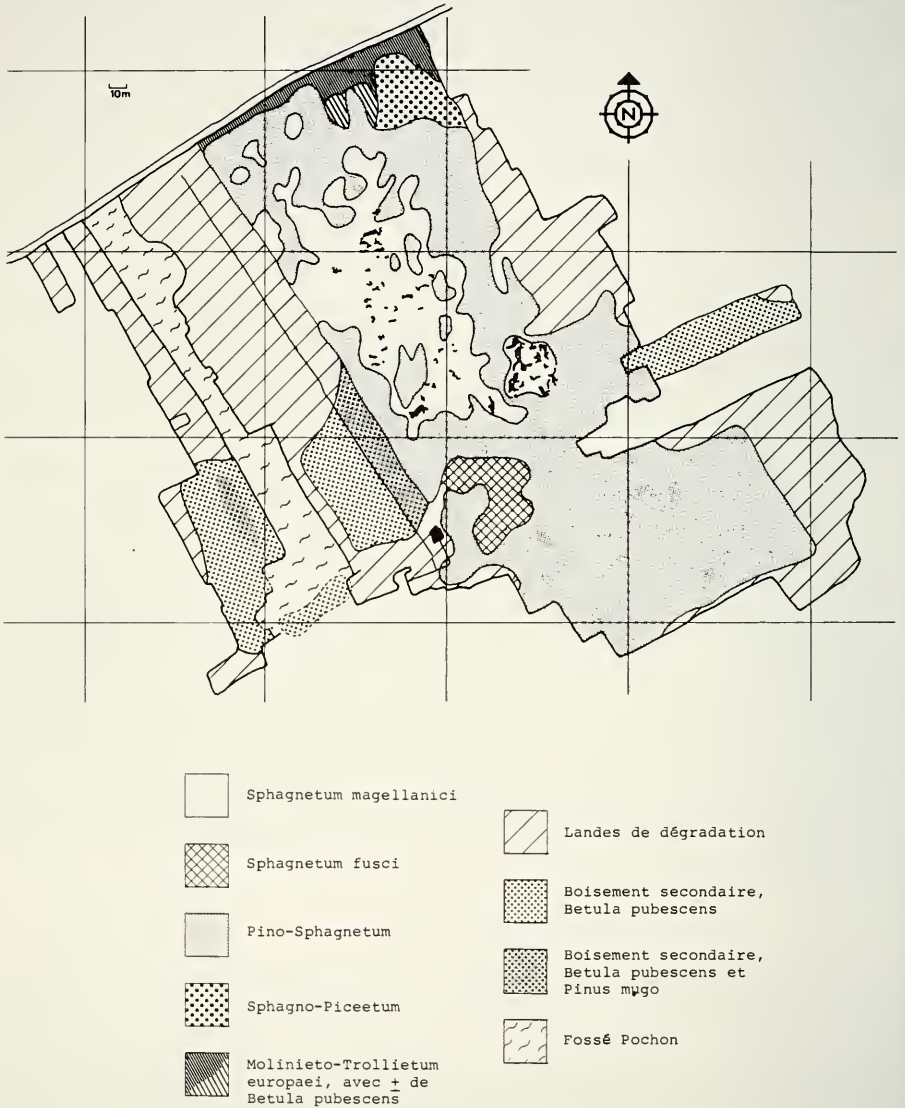 10m
N
Sphagnetum magellanici
Sphagnetum fusci
Pino-Sphagnetum
Sphagno-Piceetum
Molinieto-Trollietum
europaei, avec ± de
Betula pubescens
Landes de dégradation
Boisement secondaire,
Betula pubescens
Boisement secondaire,
Betula pubescens et
Pinus mugo
Fossé Pochon